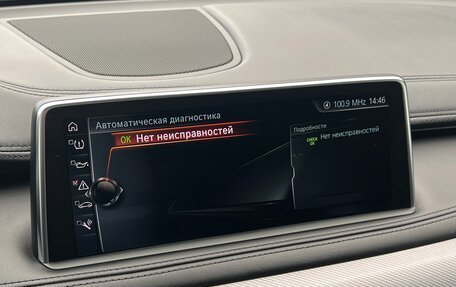 100.9 MHz 14:46
Автоматическая диагностика
OK Нет неисправностей
Подробности
CHECK OK Нет неисправностей